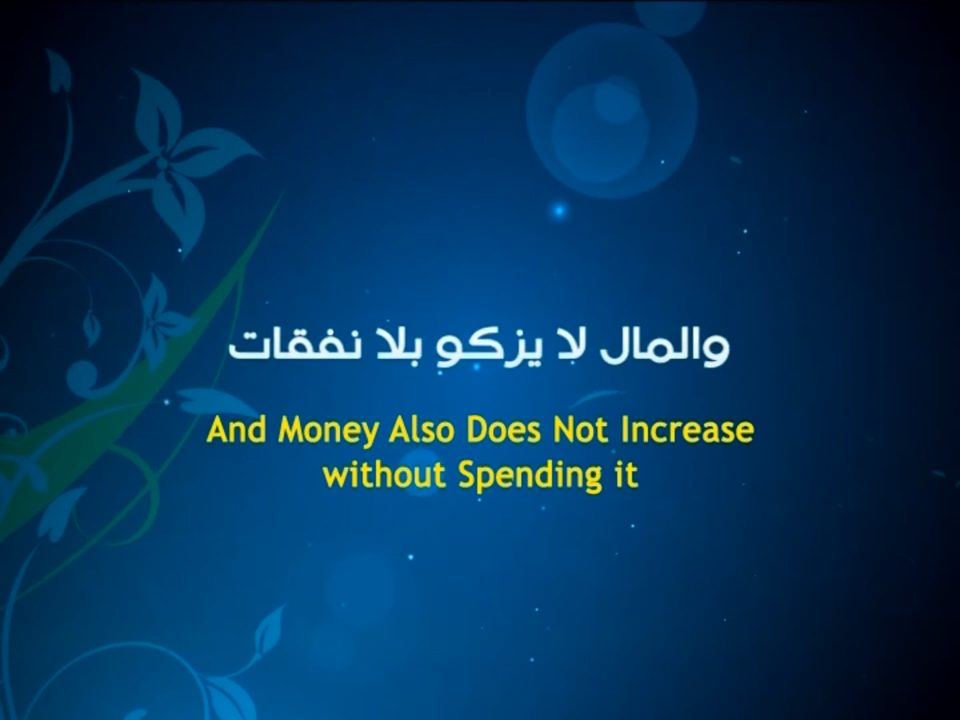 والمال لا يزكو بلا نفقات
And Money Also Does Not Increase
without Spending it